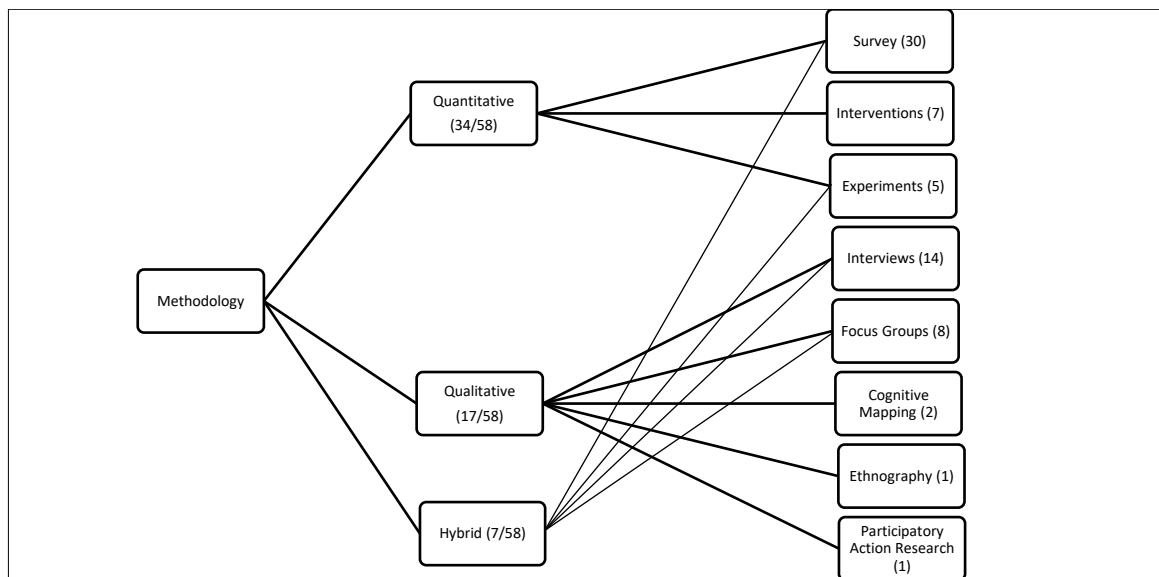 Survey (30)
Quantitative
(34/58)
Interventions (7)
Experiments (5)
Interviews (14)
Methodology
Focus Groups (8)
Qualitative
(17/58)
Cognitive
Mapping (2)
Ethnography (1)
Hybrid (7/58)
Participatory
Action Research
(1)